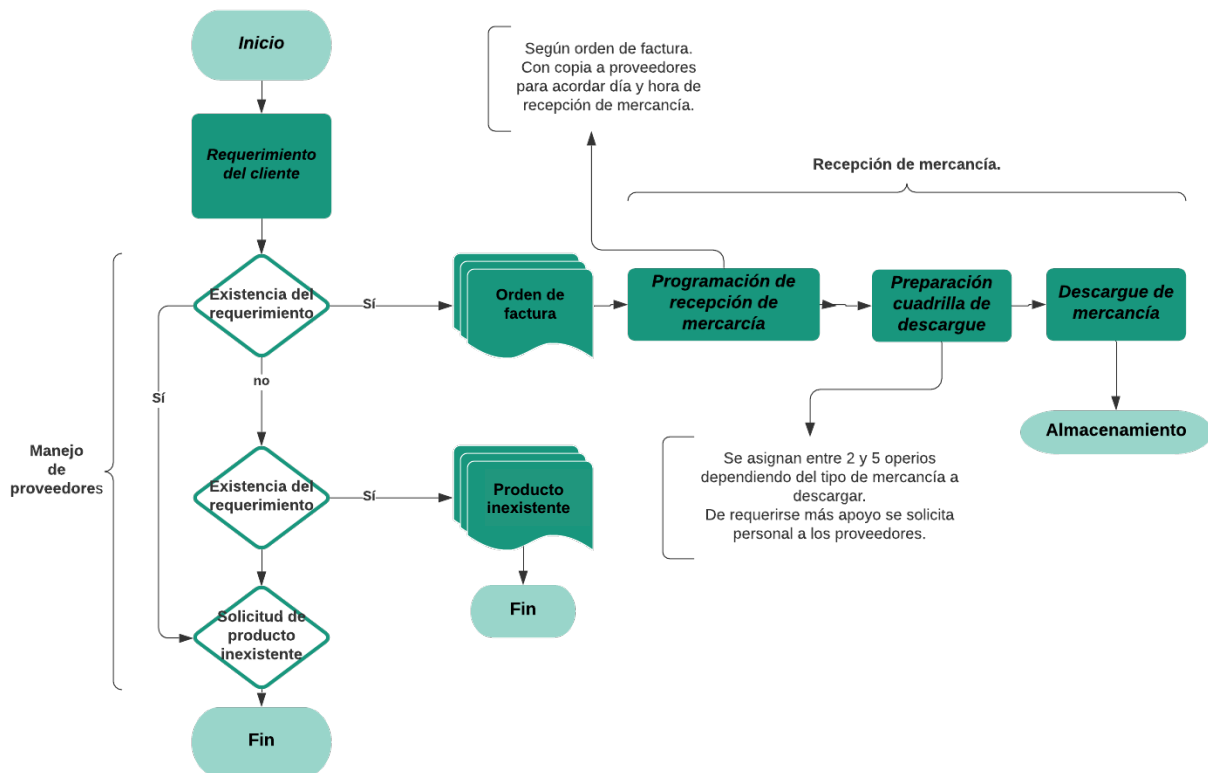 Inicio
Según orden de factura.
Con copia a proveedores
para acordar día y hora de
recepción de mercancía.
Requerimiento
del cliente
Recepción de mercancía.
Existencia del
requerimiento
Sí
Orden de
factura
Programación de
recepción de
mercarcía
Preparación
cuadrilla de
descargue
Descargue de
mercancía
no
Sí
Almacenamiento
Manejo
de
proveedores
Existencia del
requerimiento
Sí
Producto
inexistente
Se asignan entre 2 y 5 operios
dependiendo del tipo de mercancía a
descargar.
De requerirse más apoyo se solicita
personal a los proveedores.
Solicitud de
producto
inexistente
Fin
Fin